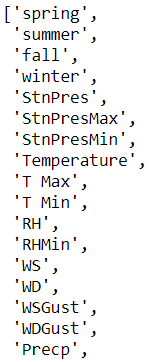 ['spring',
'summer',
'fall',
'winter',
'StnPres',
'StnPresMax',
'StnPresMin',
'Temperature',
'T Max',
'T Min',
'RH',
'RHMin',
'WS',
'WD',
'WSGust',
'WDGust',
'Precp',